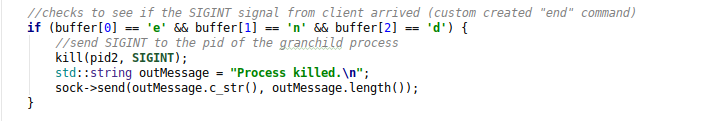 //checks to see if the SIGINT signal from client arrived (custom created "end" command)
if (buffer[0] == 'e' && buffer[1] == 'n' && buffer[2] == 'd') {
//send SIGINT to the pid of the granchild process
kill(pid2, SIGINT);
std::string outMessage = "Process killed.\n";
sock->send(outMessage.c_str(), outMessage.length());
}